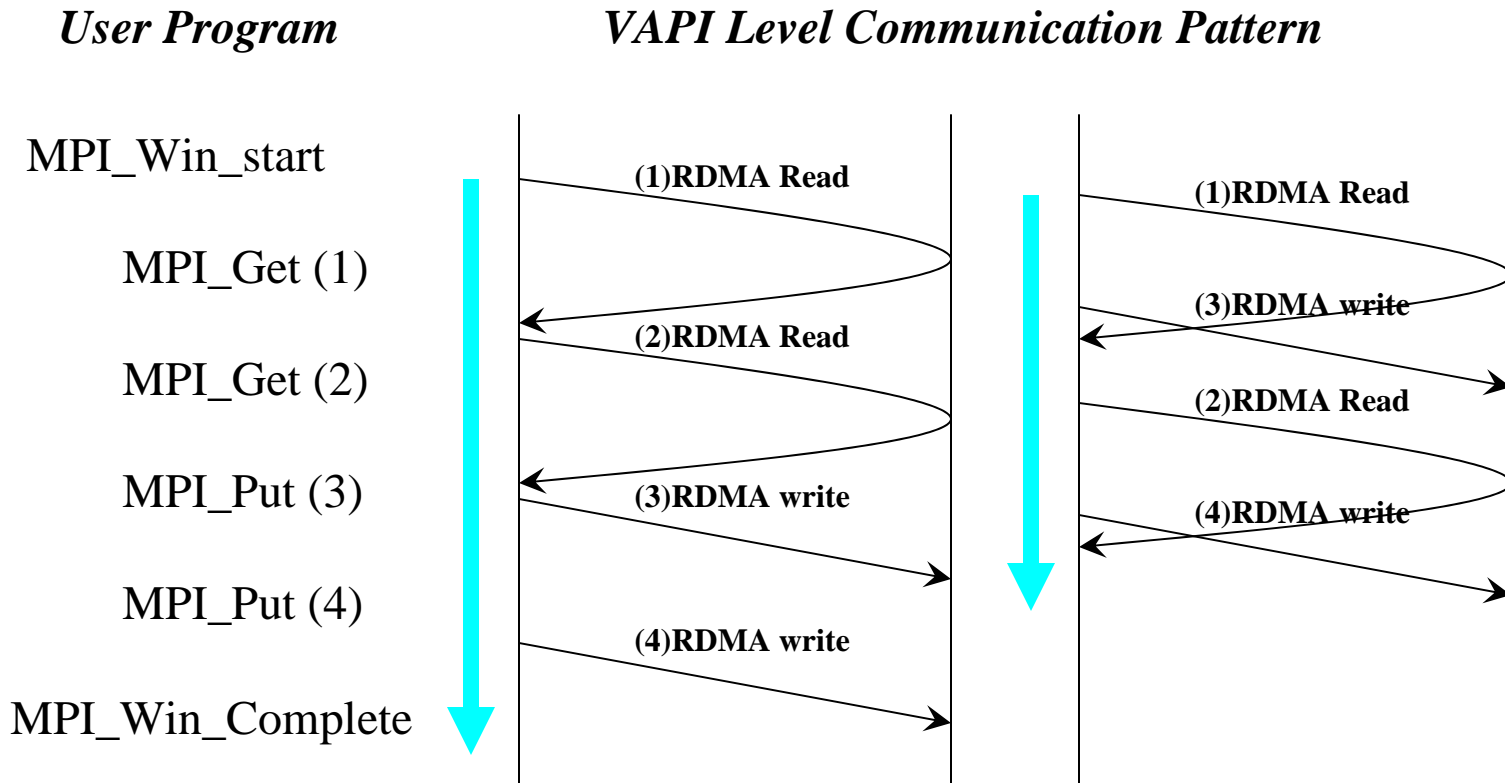 User Program
VAPI Level Communication Pattern
MPI_Win_start
MPI_Get (1)
MPI_Get (2)
MPI_Put (3)
MPI_Put (4)
MPI_Win_Complete
(1)RDMA Read
(2)RDMA Read
(3)RDMA write
(4)RDMA write
(1)RDMA Read
(3)RDMA write
(2)RDMA Read
(4)RDMA write